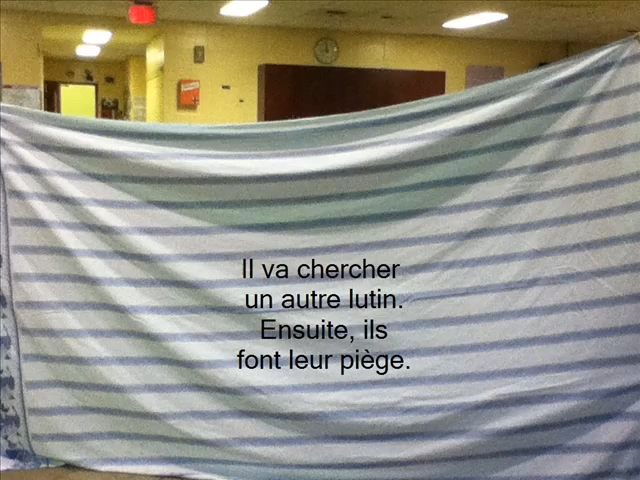 Il va chercher
un autre lutin.
Ensuite, ils
font leur piège.